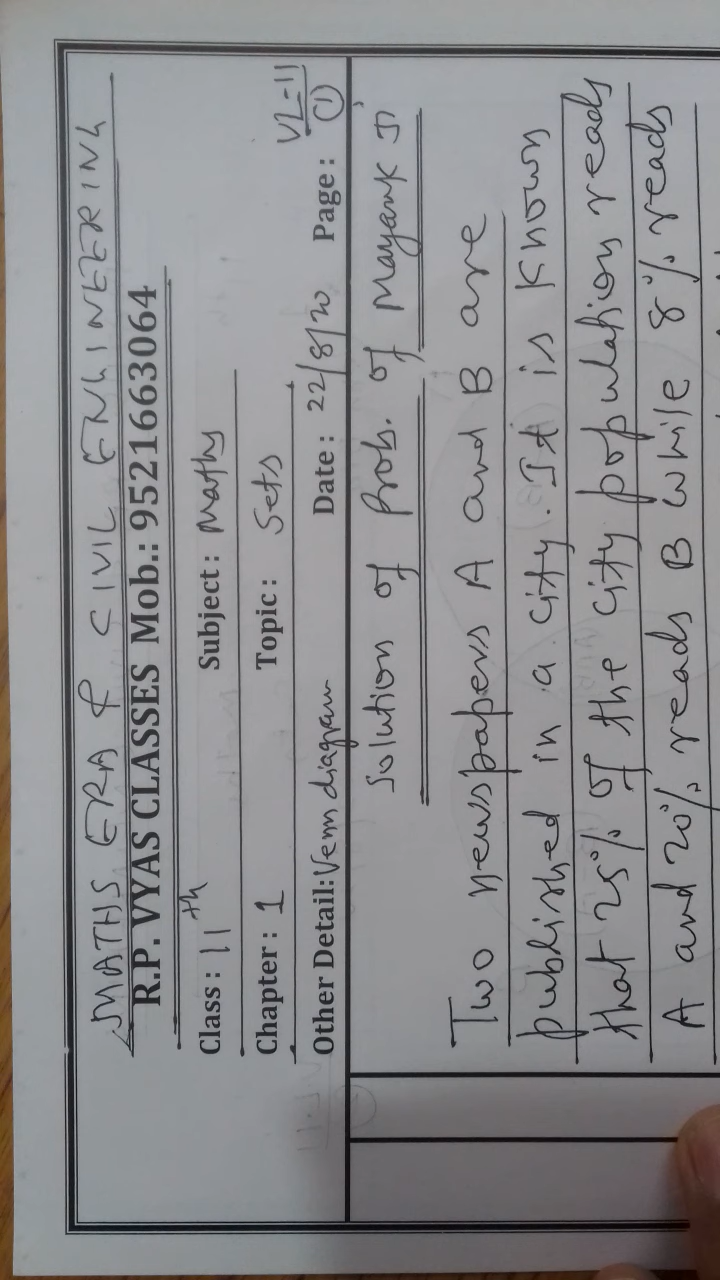 MATHS ERA & CIVIL ENGINEERING
R.P. VYAS CLASSES Mob.: 9521663064
Class : 11th Subject : Maths
Chapter : 1 Topic : Sets
VL-11
Other Detail: Venn diagram Date : 22/8/20 Page : (1)
Solution of Prob. of Mayank Ji
Two newspapers A and B are
published in a city. It is known
that 25% of the city population reads
A and 20% reads B while 8% reads